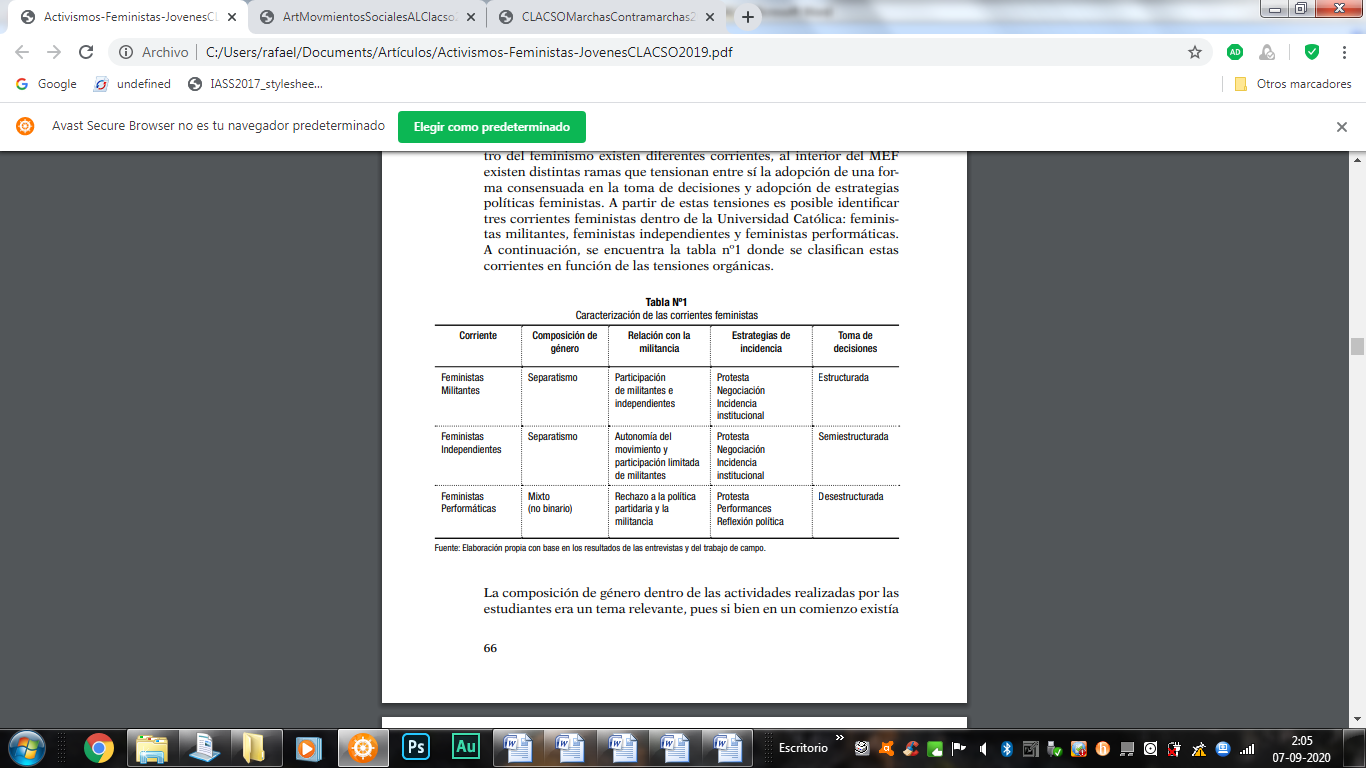 Activismos-Feministas-JovenesCL
ArtMovmientosSocialesALClacso
CLACSOMarchasContramarchas2
Archivo
C:/Users/rafael/Documents/Artículos/Activismos-Feministas-JovenesCLACSO2019.pdf
AD
Google
undefined
IASS2017_styleshee...
Otros marcadores
Avast Secure Browser no es tu navegador predeterminado
Elegir como predeterminado
tro del feminismo existen diferentes corrientes, al interior del MEF
existen distintas ramas que tensionan entre sí la adopción de una for-
ma consensuada en la toma de decisiones y adopción de estrategias
políticas feministas. A partir de estas tensiones es posible identificar
tres corrientes feministas dentro de la Universidad Católica: feminis-
tas militantes, feministas independientes y feministas performáticas.
A continuación, se encuentra la tabla nº1 donde se clasifican estas
corrientes en función de las tensiones orgánicas.
Tabla Nº1
Caracterización de las corrientes feministas
Corriente
Composición de
género
Relación con la
militancia
Estrategias de
incidencia
Toma de
decisiones
Feministas
Militantes
Separatismo
Participación
de militantes e
independientes
Protesta
Negociación
Incidencia
institucional
Estructurada
Feministas
Independientes
Separatismo
Autonomía del
movimiento y
participación limitada
de militantes
Protesta
Negociación
Incidencia
institucional
Semiestructurada
Feministas
Performáticas
Mixto
(no binario)
Rechazo a la política
partidaria y la
militancia
Protesta
Performances
Reflexión política
Desestructurada
Fuente: Elaboración propia con base en los resultados de las entrevistas y del trabajo de campo.
La composición de género dentro de las actividades realizadas por las
estudiantes era un tema relevante, pues si bien en un comienzo existía
66
Ps
Au
Escritorio
2:05
07-09-2020